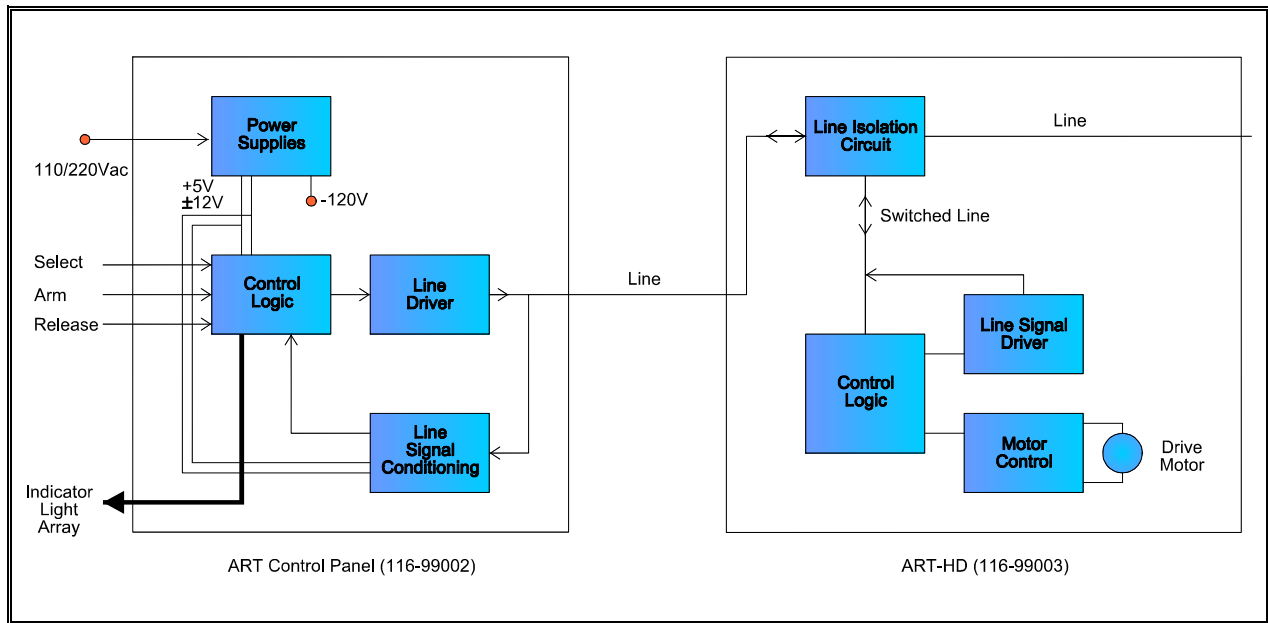 Power
Supplies
110/220Vac
+5V
±12V
-120V
Select
Arm
Release
Control
Logic
Line
Driver
Line
Signal
Conditioning
Indicator
Light
Array
ART Control Panel (116-99002)
Line
Line Isolation
Circuit
Line
Switched Line
Line Signal
Driver
Control
Logic
Motor
Control
Drive
Motor
ART-HD (116-99003)